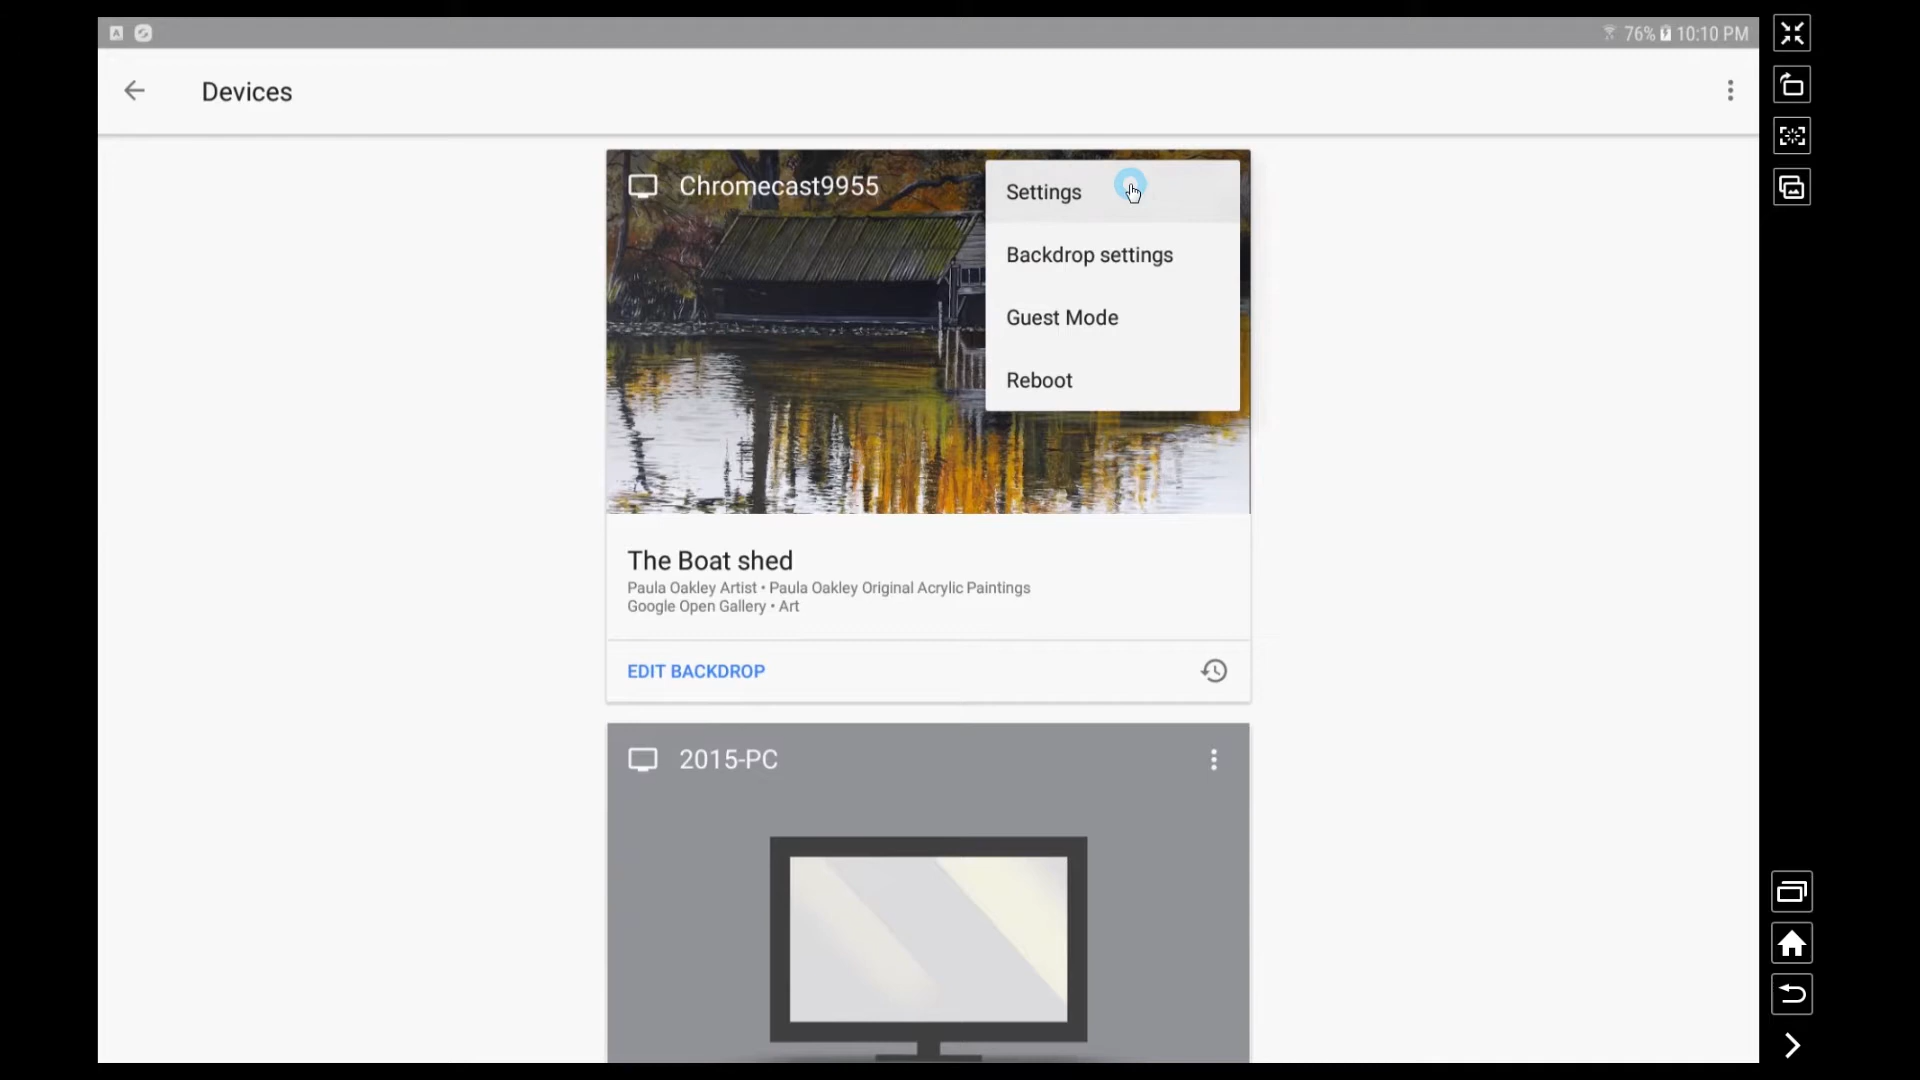 76% 10:10 PM
Devices
Chromecast9955
Settings
Backdrop settings
Guest Mode
Reboot
The Boat shed
Paula Oakley Artist • Paula Oakley Original Acrylic Paintings
Google Open Gallery • Art
EDIT BACKDROP
2015-PC